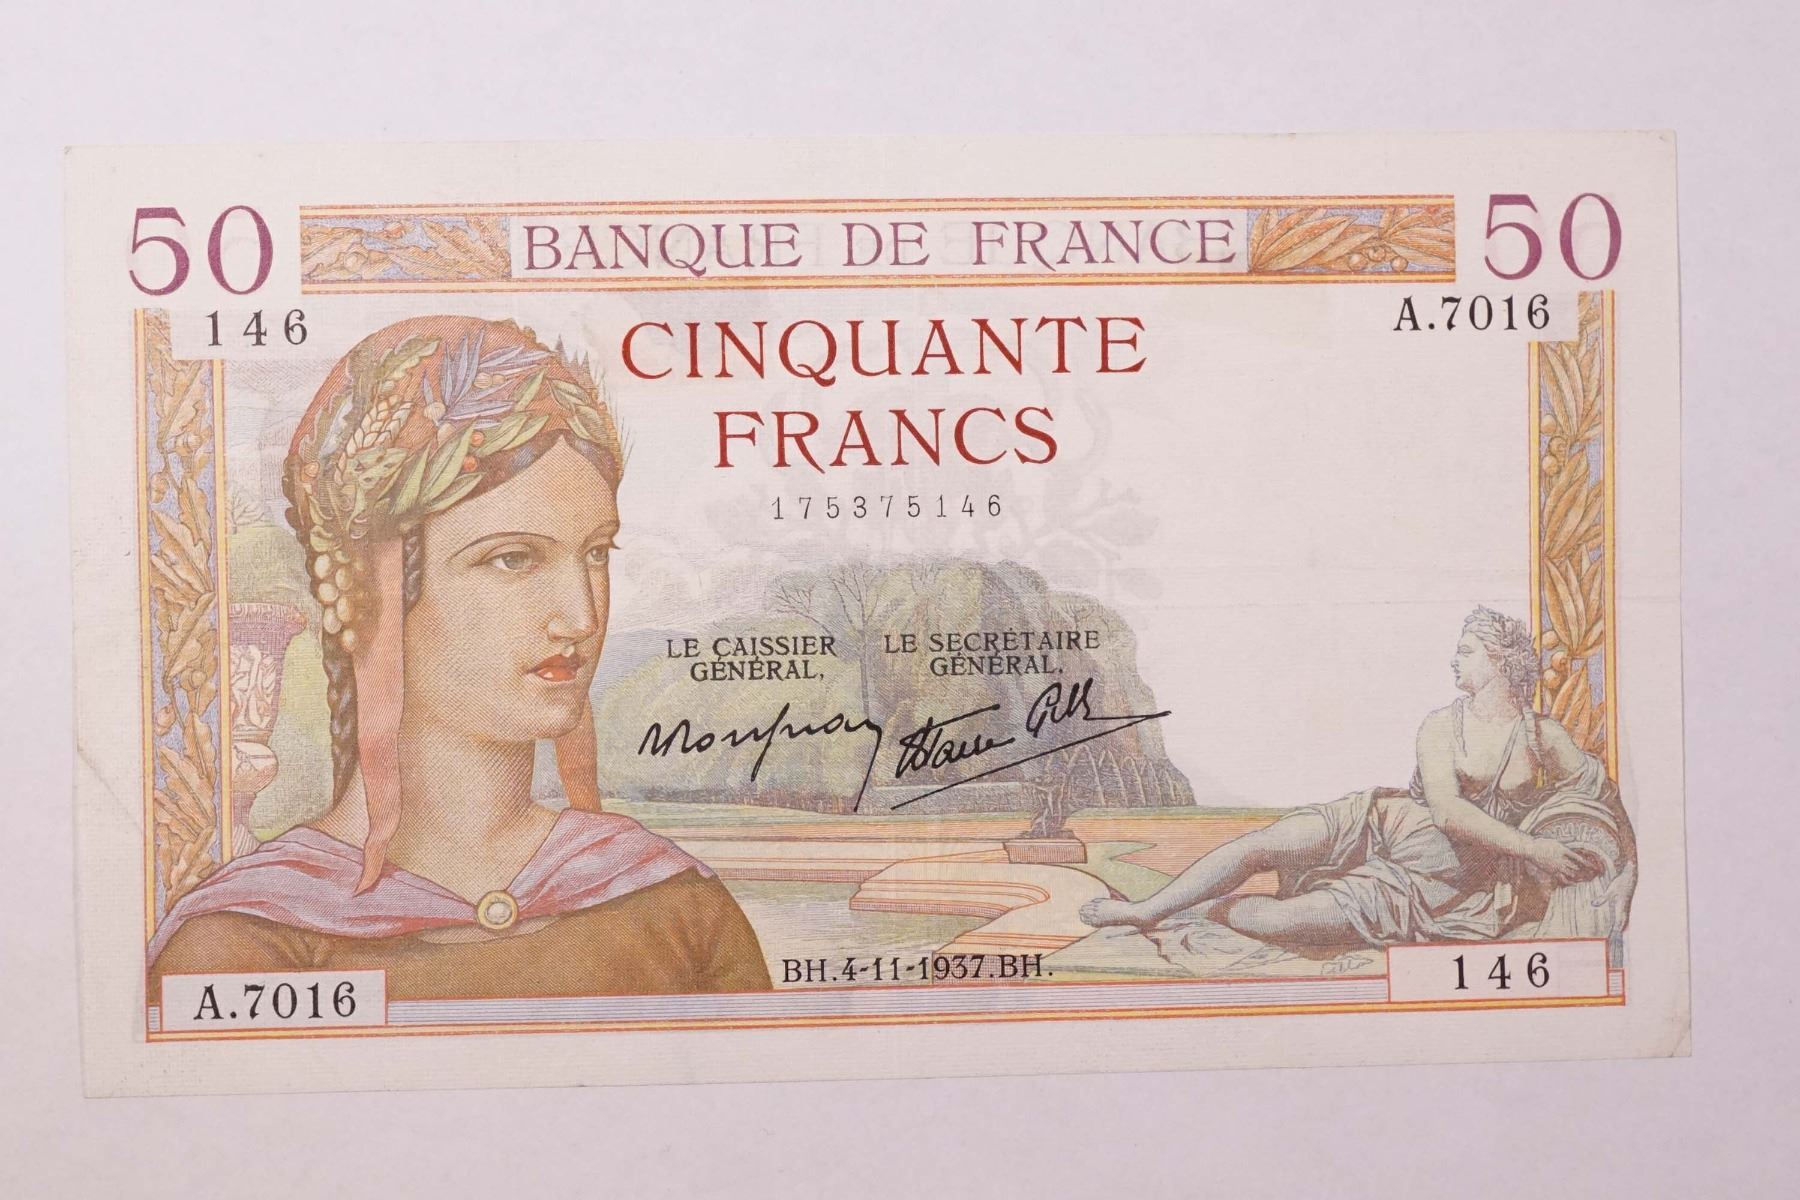 50 BANQUE DE FRANCE 50
146 A.7016
CINQUANTE
FRANCS
175375146
LE CAISSIER
GÉNÉRAL,
LE SECRÉTAIRE
GÉNÉRAL.
BH.4-11-1937.BH.
A.7016 146